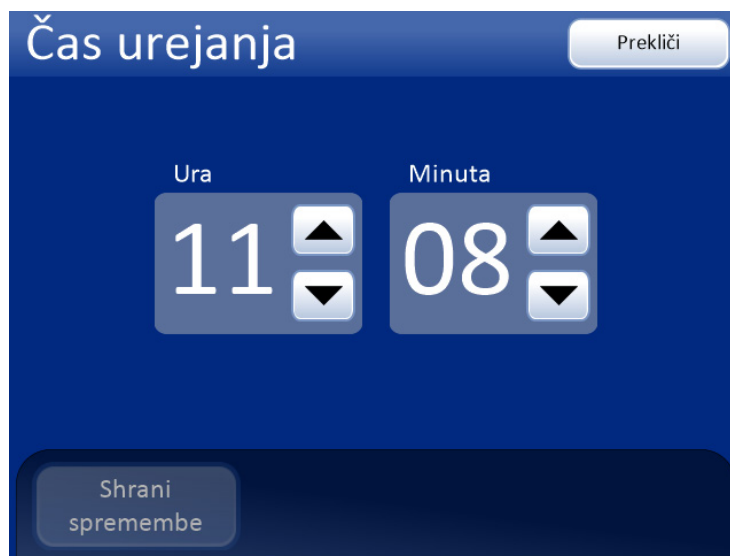 Čas urejanja
Prekliči
Ura
Minuta
11
08
Shrani
spremembe